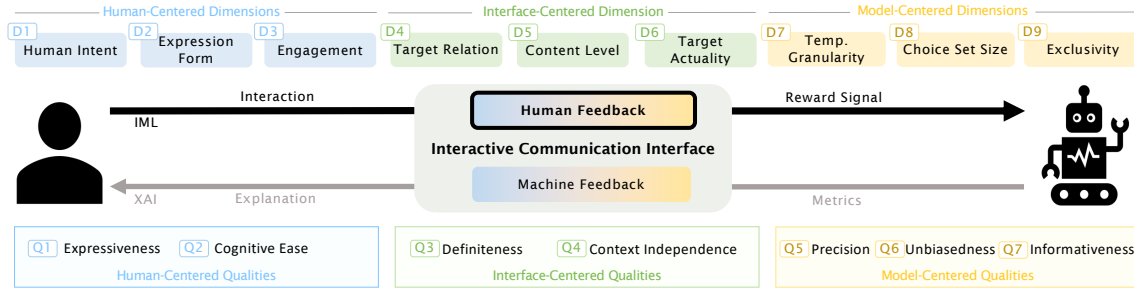 Human-Centered Dimensions
Interface-Centered Dimension
Model-Centered Dimensions
D1
Human Intent
D2
Expression
Form
D3
Engagement
D4
Target Relation
D5
Content Level
D6
Target
Actuality
D7
Temp.
Granularity
D8
Choice Set Size
D9
Exclusivity
Interaction
IML
Human Feedback
Reward Signal
Interactive Communication Interface
Machine Feedback
XAI
Explanation
Metrics
Q1 Expressiveness
Q2 Cognitive Ease
Human-Centered Qualities
Q3 Definiteness
Q4 Context Independence
Interface-Centered Qualities
Q5 Precision
Q6 Unbiasedness
Q7 Informativeness
Model-Centered Qualities